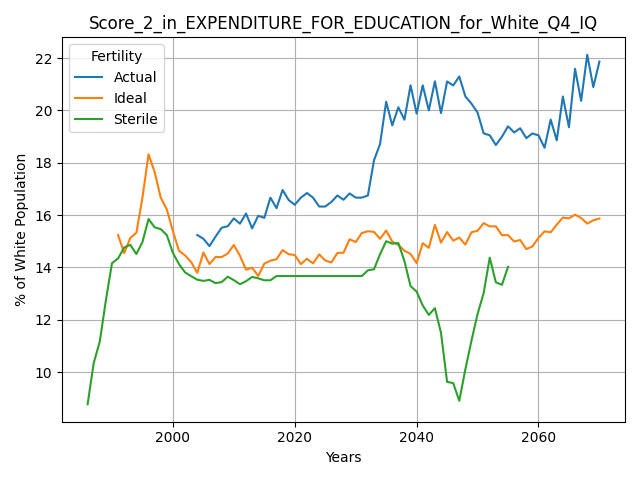 Score_2_in_EXPENDITURE_FOR_EDUCATION_for_White_Q4_IQ
Fertility
Actual
Ideal
Sterile
% of White Population
22
20
18
16
14
12
10
2000 2020 2040 2060
Years